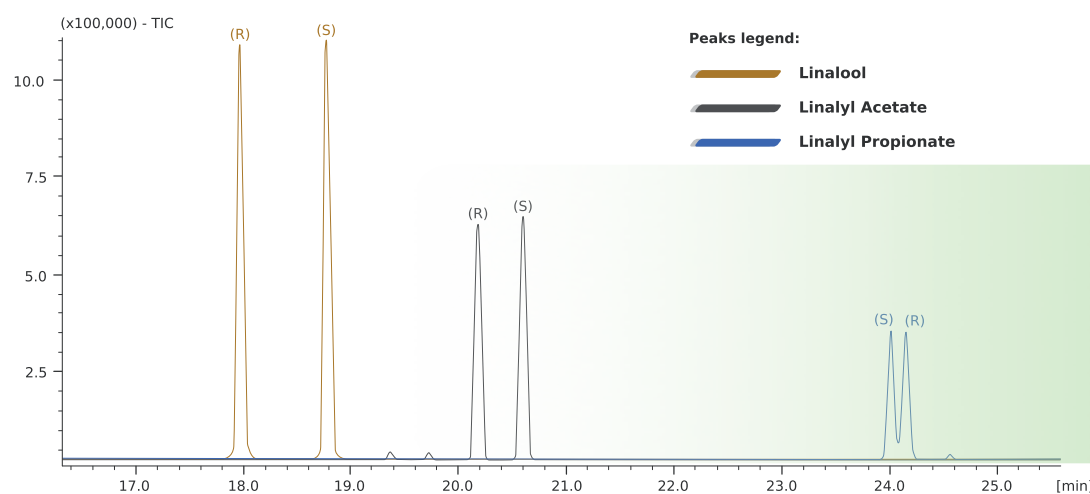 (x100,000) - TIC
(R)
(S)
Peaks legend:
Linalool
10.0
Linalyl Acetate
Linalyl Propionate
7.5
(R)
(S)
5.0
(S)
(R)
2.5
17.0
18.0
19.0
20.0
21.0
22.0
23.0
24.0
25.0
[min]